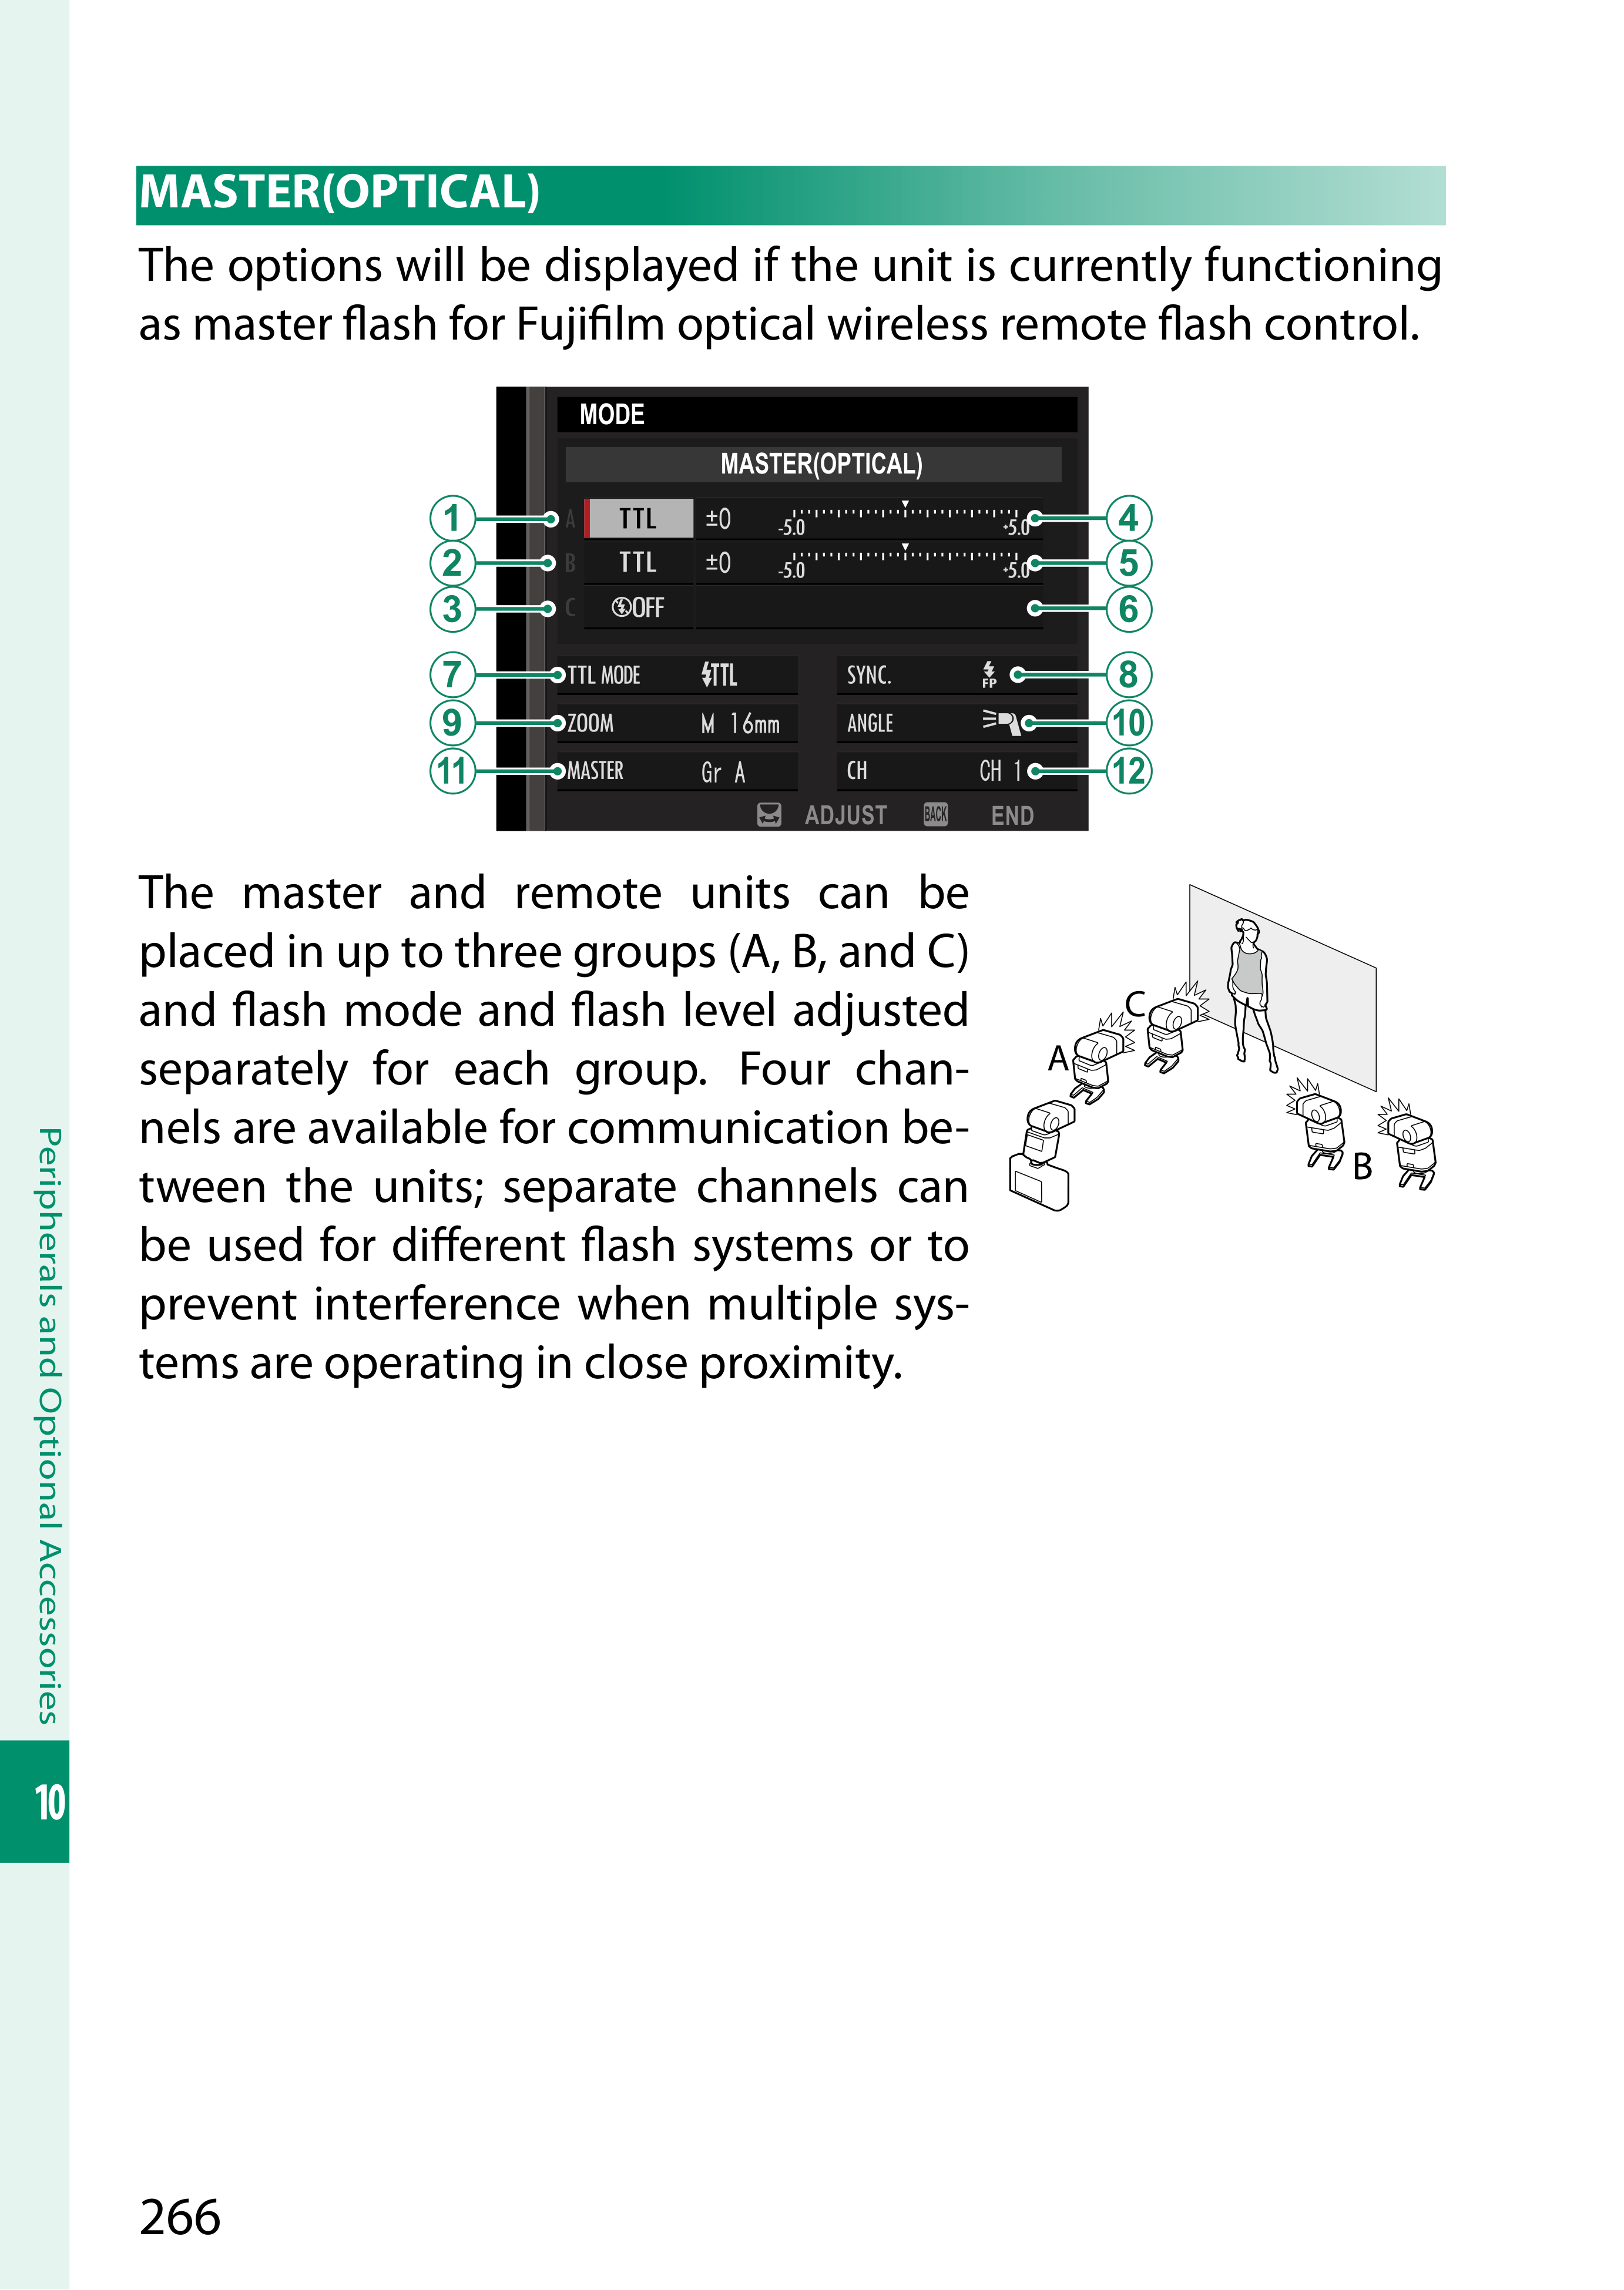 MASTER(OPTICAL)
The options will be displayed if the unit is currently functioning
as master flash for Fujifilm optical wireless remote flash control.
MODE
MASTER(OPTICAL)
1 A TTL ±0 -5.0 +5.0 4
2 B TTL ±0 -5.0 +5.0 5
3 C OFF 6
7 TTL MODE TTL SYNC. FP 8
9 ZOOM M 16mm ANGLE 10
11 MASTER Gr A CH CH 1 12
ADJUST BACK END
The master and remote units can be
placed in up to three groups (A, B, and C)
and flash mode and flash level adjusted
separately for each group. Four chan-
nels are available for communication be-
tween the units; separate channels can
be used for different flash systems or to
prevent interference when multiple sys-
tems are operating in close proximity.
C
A
B
Peripherals and Optional Accessories
10
266